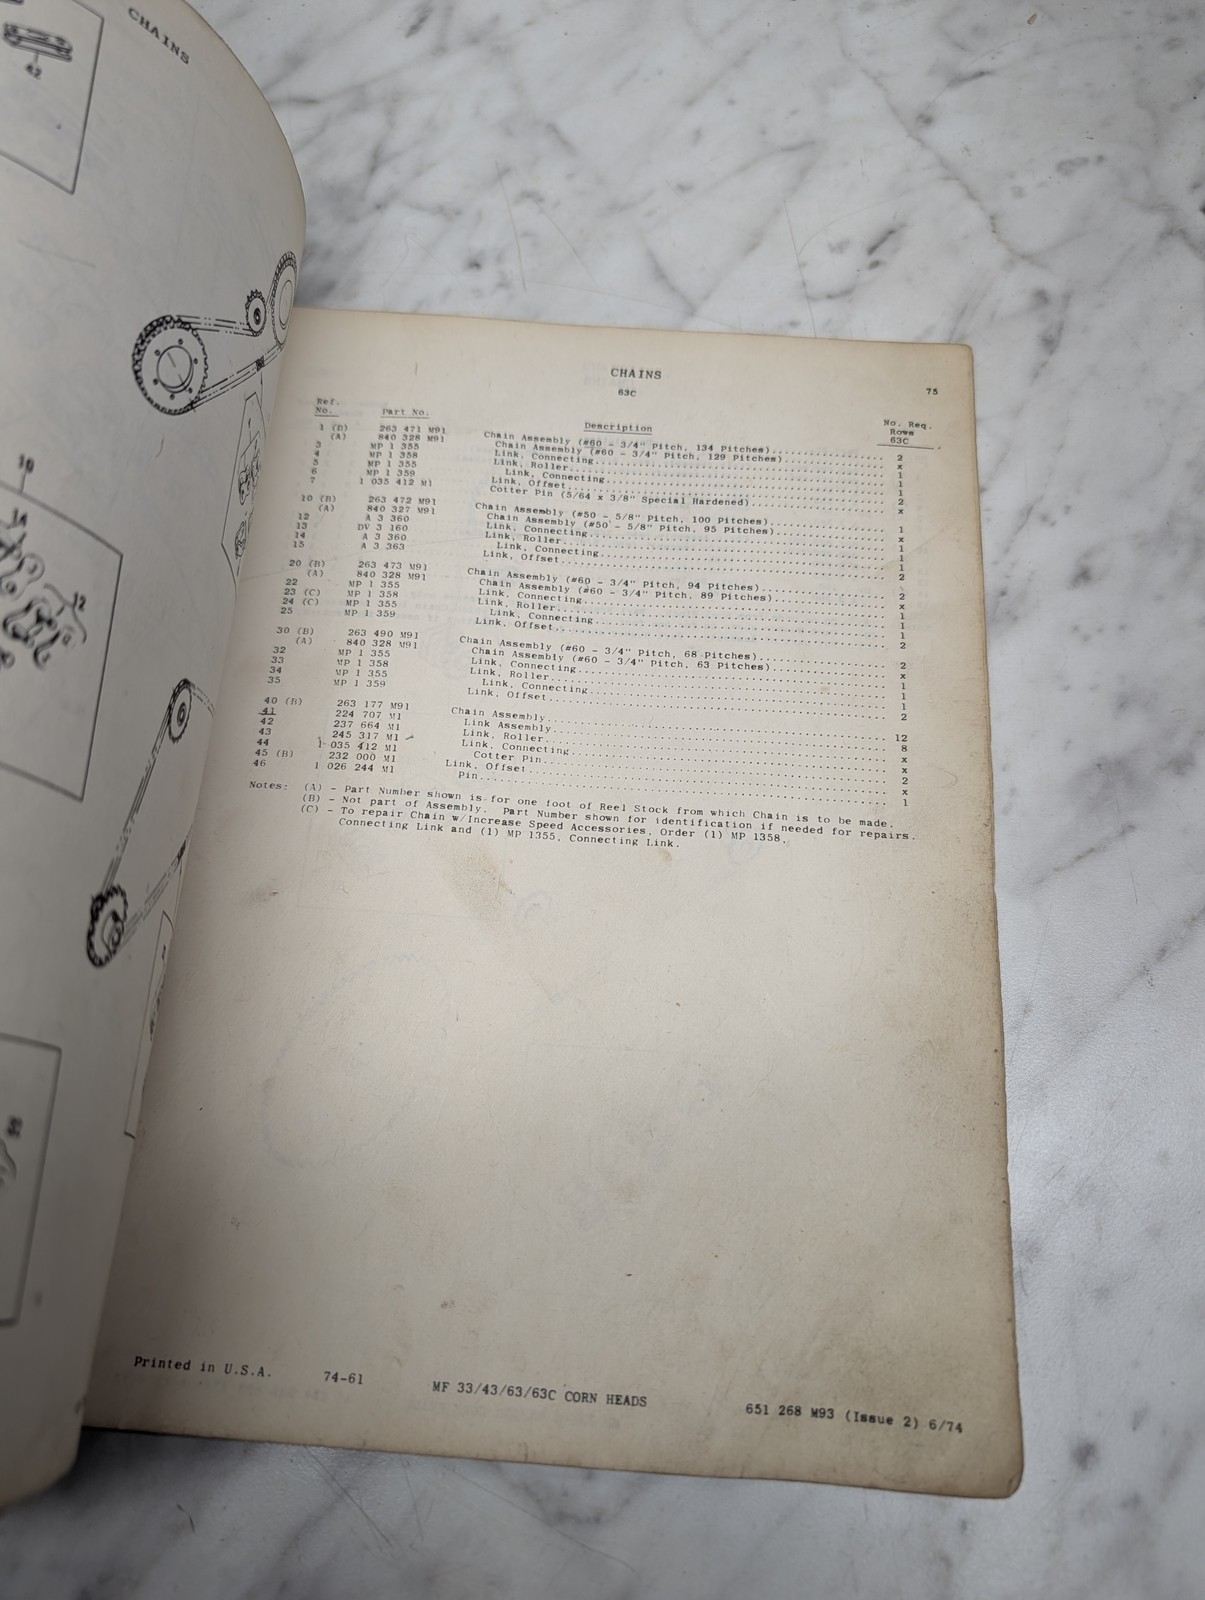 CHAINS
42
10
14
12
CHAINS
63C
75
Ref. No. Part No. Description No. Req. Rows 63C
1 (B) 263 471 M91 Chain Assembly (#60 - 3/4" Pitch, 134 Pitches) 2
(A) 840 328 M91 Chain Assembly (#60 - 3/4" Pitch, 129 Pitches) x
3 MP 1 355 Link, Connecting 1
4 MP 1 358 Link, Roller 1
5 MP 1 355 Link, Connecting 1
6 MP 1 359 Link, Offset 2
7 1 035 412 M1 Cotter Pin (5/64 x 3/8" Special Hardened) x
10 (B) 263 472 M91 Chain Assembly (#50 - 5/8" Pitch, 100 Pitches) 1
(A) 840 327 M91 Chain Assembly (#50 - 5/8" Pitch, 95 Pitches) x
12 A 3 360 Link, Connecting 1
13 DV 3 160 Link, Roller 1
14 A 3 360 Link, Connecting 1
15 A 3 363 Link, Offset 2
20 (B) 263 473 M91 Chain Assembly (#60 - 3/4" Pitch, 94 Pitches) 2
(A) 840 328 M91 Chain Assembly (#60 - 3/4" Pitch, 89 Pitches) x
22 MP 1 355 Link, Connecting 1
23 (C) MP 1 358 Link, Roller 1
24 (C) MP 1 355 Link, Connecting 1
25 MP 1 359 Link, Offset 2
30 (B) 263 490 M91 Chain Assembly (#60 - 3/4" Pitch, 68 Pitches) 2
(A) 840 328 M91 Chain Assembly (#60 - 3/4" Pitch, 63 Pitches) x
32 MP 1 355 Link, Connecting 1
33 MP 1 358 Link, Roller 1
34 MP 1 355 Link, Connecting 1
35 MP 1 359 Link, Offset 2
40 (B) 263 177 M91 Chain Assembly 12
41 224 707 M1 Link Assembly 8
42 237 664 M1 Link, Roller x
43 245 317 M1 Link, Connecting x
44 1 035 412 M1 Cotter Pin 2
45 (B) 232 000 M1 Link, Offset x
46 1 026 244 M1 Pin 1
Notes: (A) - Part Number shown is for one foot of Reel Stock from which Chain is to be made.
(B) - Not part of Assembly. Part Number shown for identification if needed for repairs.
(C) - To repair Chain w/Increase Speed Accessories, Order (1) MP 1358,
Connecting Link and (1) MP 1355, Connecting Link.
Printed in U.S.A. 74-61 MF 33/43/63/63C CORN HEADS 651 268 M93 (Issue 2) 6/74